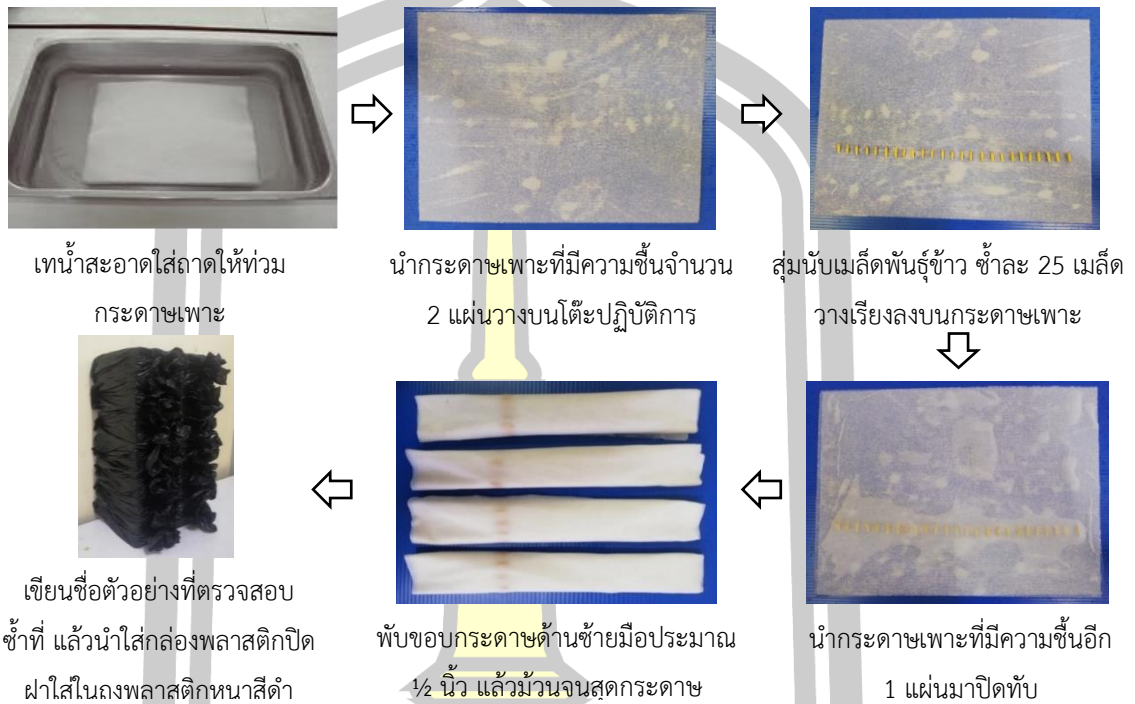 เทน้ำสะอาดใส่ถาดให้ท่วม
กระดาษเพาะ
นำกระดาษเพาะที่มีความชื้นจำนวน
2 แผ่นวางบนโต๊ะปฏิบัติการ
สุ่มนับเมล็ดพันธุ์ข้าว ซ้ำละ 25 เมล็ด
วางเรียงลงบนกระดาษเพาะ
นำกระดาษเพาะที่มีความชื้นอีก
1 แผ่นมาปิดทับ
พับขอบกระดาษด้านซ้ายมือประมาณ
½ นิ้ว แล้วม้วนจนสุดกระดาษ
เขียนชื่อตัวอย่างที่ตรวจสอบ
ซ้ำที่ แล้วนำใส่กล่องพลาสติกปิด
ฝาใส่ในถุงพลาสติกหนาสีดำ